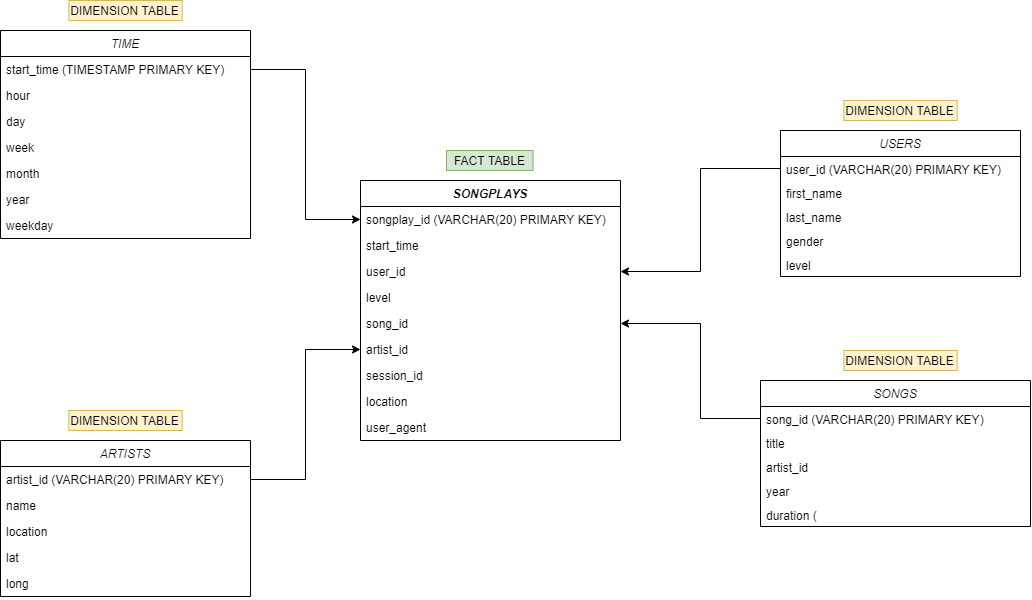 DIMENSION TABLE
TIME
start_time (TIMESTAMP PRIMARY KEY)
hour
day
week
month
year
weekday
DIMENSION TABLE
USERS
user_id (VARCHAR(20) PRIMARY KEY)
first_name
last_name
gender
level
FACT TABLE
SONGPLAYS
songplay_id (VARCHAR(20) PRIMARY KEY)
start_time
user_id
level
song_id
artist_id
session_id
location
user_agent
DIMENSION TABLE
SONGS
song_id (VARCHAR(20) PRIMARY KEY)
title
artist_id
year
duration (
DIMENSION TABLE
ARTISTS
artist_id (VARCHAR(20) PRIMARY KEY)
name
location
lat
long